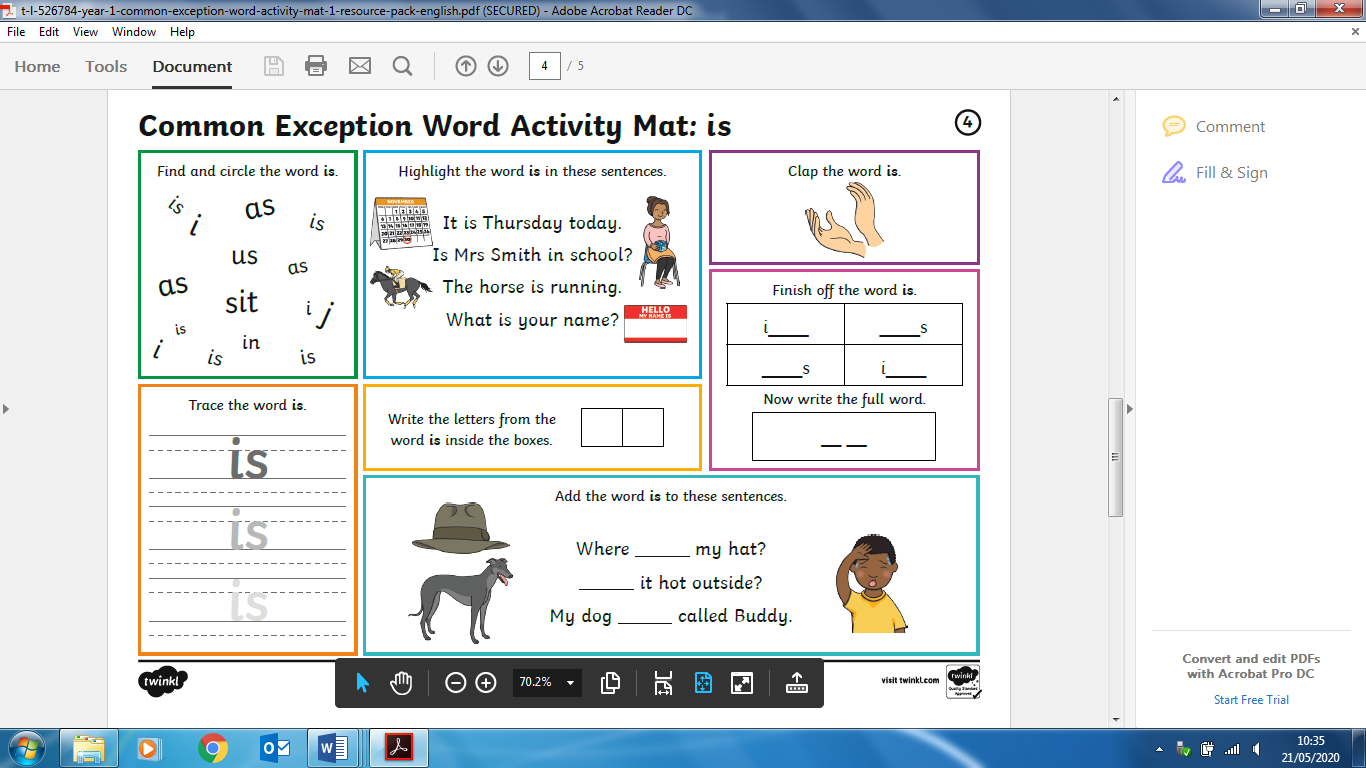 t-l-526784-year-1-common-exception-word-activity-mat-1-resource-pack-english.pdf (SECURED) - Adobe Acrobat Reader DC
File Edit View Window Help
Home Tools Document 4 / 5
Common Exception Word Activity Mat: is
4
Find and circle the word is.
is i as is
us
as as
sit i j
is
i is in is
Highlight the word is in these sentences.
NOVEMBER
It is Thursday today.
Is Mrs Smith in school?
The horse is running.
What is your name?
HELLO
MY NAME IS
Clap the word is.
Finish off the word is.
i____ ____s
____s i____
Now write the full word.
__ __
Trace the word is.
is
is
is
Write the letters from the
word is inside the boxes.
Add the word is to these sentences.
Where _____ my hat?
_____ it hot outside?
My dog _____ called Buddy.
twinkl
70.2%
visit twinkl.com
twinkl
Quality Standard
Approved
Comment
Fill & Sign
Convert and edit PDFs
with Acrobat Pro DC
Start Free Trial
10:35
21/05/2020